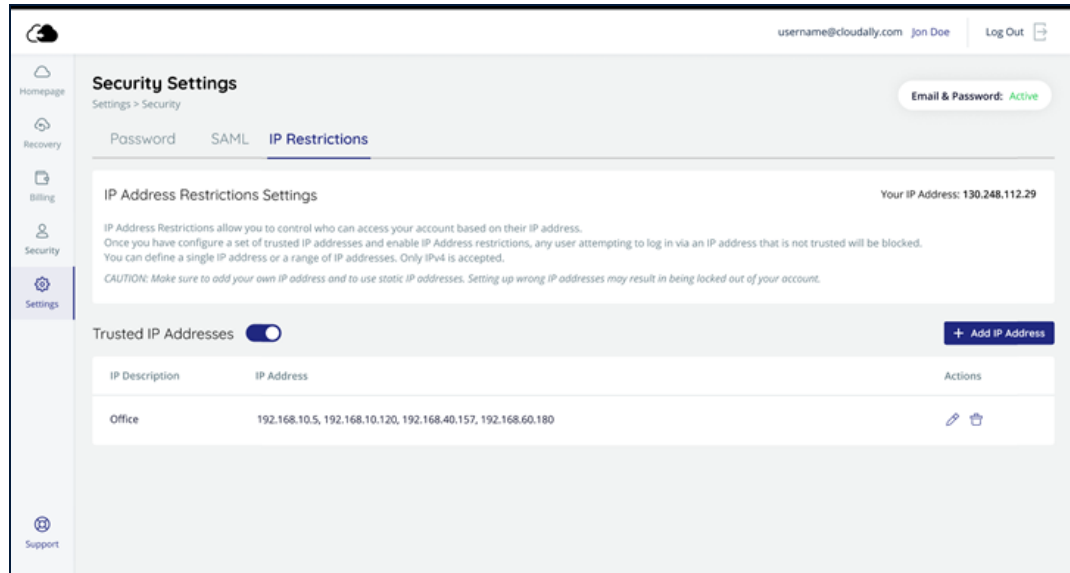 username@cloudally.com Jon Doe Log Out
Homepage
Recovery
Billing
Security
Settings
Support
Security Settings
Settings > Security
Email & Password: Active
Password SAML IP Restrictions
IP Address Restrictions Settings
Your IP Address: 130.248.112.29
IP Address Restrictions allow you to control who can access your account based on their IP address.
Once you have configure a set of trusted IP addresses and enable IP Address restrictions, any user attempting to log in via an IP address that is not trusted will be blocked.
You can define a single IP address or a range of IP addresses. Only IPv4 is accepted.
CAUTION: Make sure to add your own IP address and to use static IP addresses. Setting up wrong IP addresses may result in being locked out of your account.
Trusted IP Addresses
+ Add IP Address
IP Description IP Address Actions
Office 192.168.10.5, 192.168.10.120, 192.168.40.157, 192.168.60.180